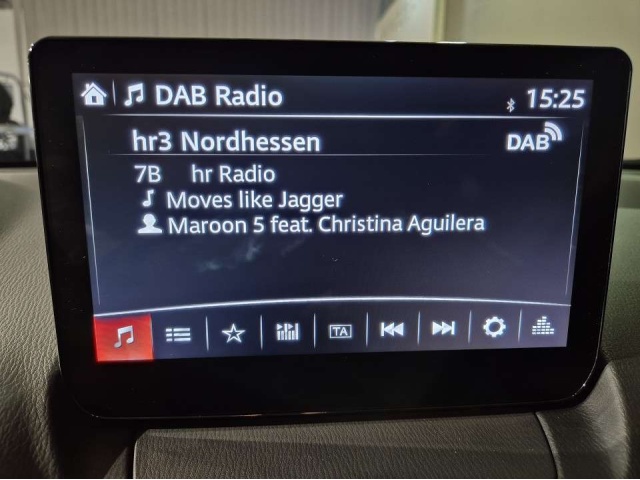 DAB Radio 15:25
hr3 Nordhessen DAB
7B hr Radio
Moves like Jagger
Maroon 5 feat. Christina Aguilera
TA